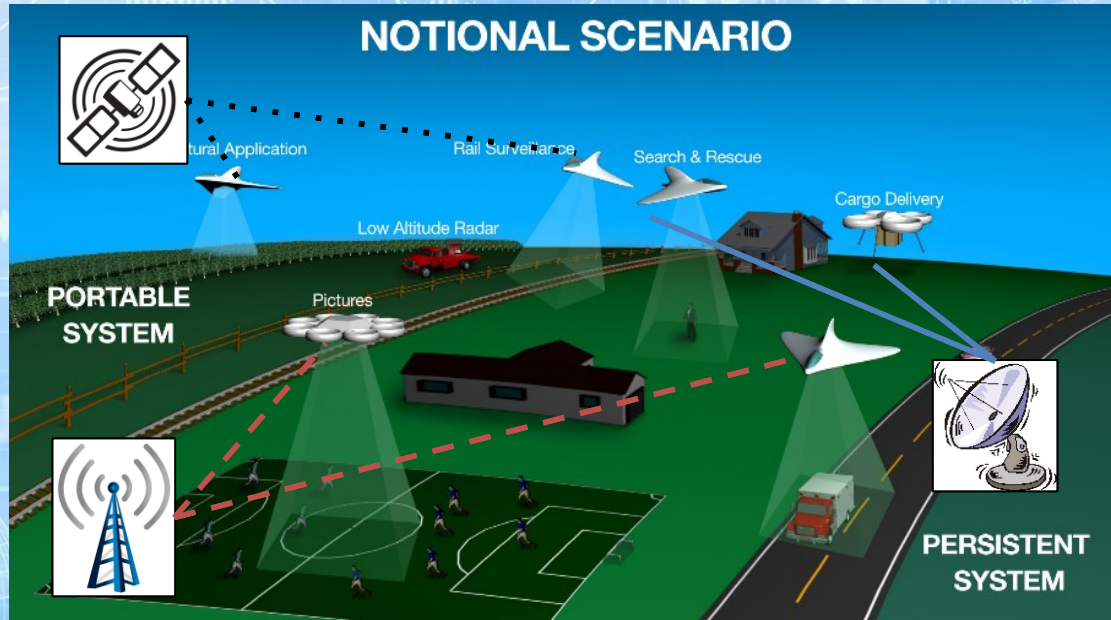 NOTIONAL SCENARIO
tural Application
Rail Surveillance
Search & Rescue
Cargo Delivery
Low Altitude Radar
PORTABLE
SYSTEM
Pictures
PERSISTENT
SYSTEM